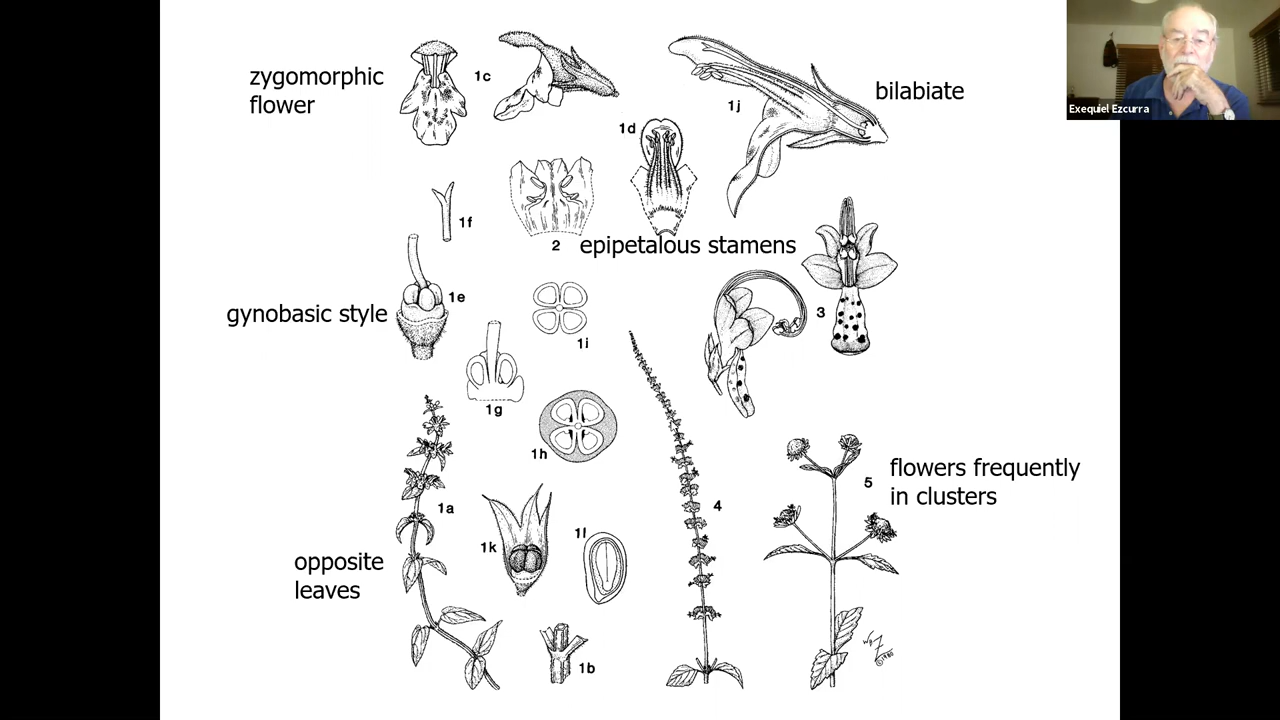 zygomorphic
flower
1c
1j
bilabiate
Exequiel Ezcurra
1d
1f
2
epipetalous stamens
gynobasic style
1e
1i
3
1g
1h
1a
4
5
flowers frequently
in clusters
1k
1l
opposite
leaves
1b